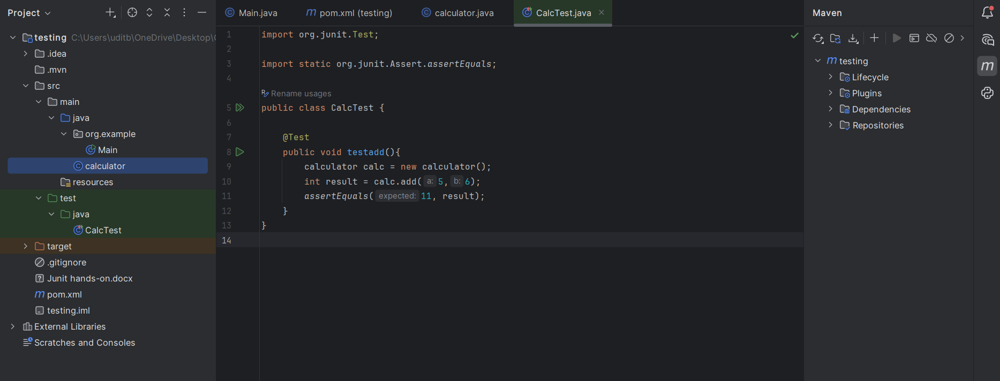 Project
testing C:\Users\uditb\OneDrive\Desktop\
.idea
.mvn
src
main
java
org.example
Main
calculator
resources
test
java
CalcTest
target
.gitignore
Junit hands-on.docx
m pom.xml
testing.iml
External Libraries
Scratches and Consoles
Main.java m pom.xml (testing) calculator.java CalcTest.java
1 import org.junit.Test;
2
3 import static org.junit.Assert.assertEquals;
4
Rename usages
5 public class CalcTest {
6
7 @Test
8 public void testadd(){
9 calculator calc = new calculator();
10 int result = calc.add( a: 5, b: 6);
11 assertEquals( expected: 11, result);
12 }
13 }
14
Maven
m testing
Lifecycle
Plugins
Dependencies
Repositories
m